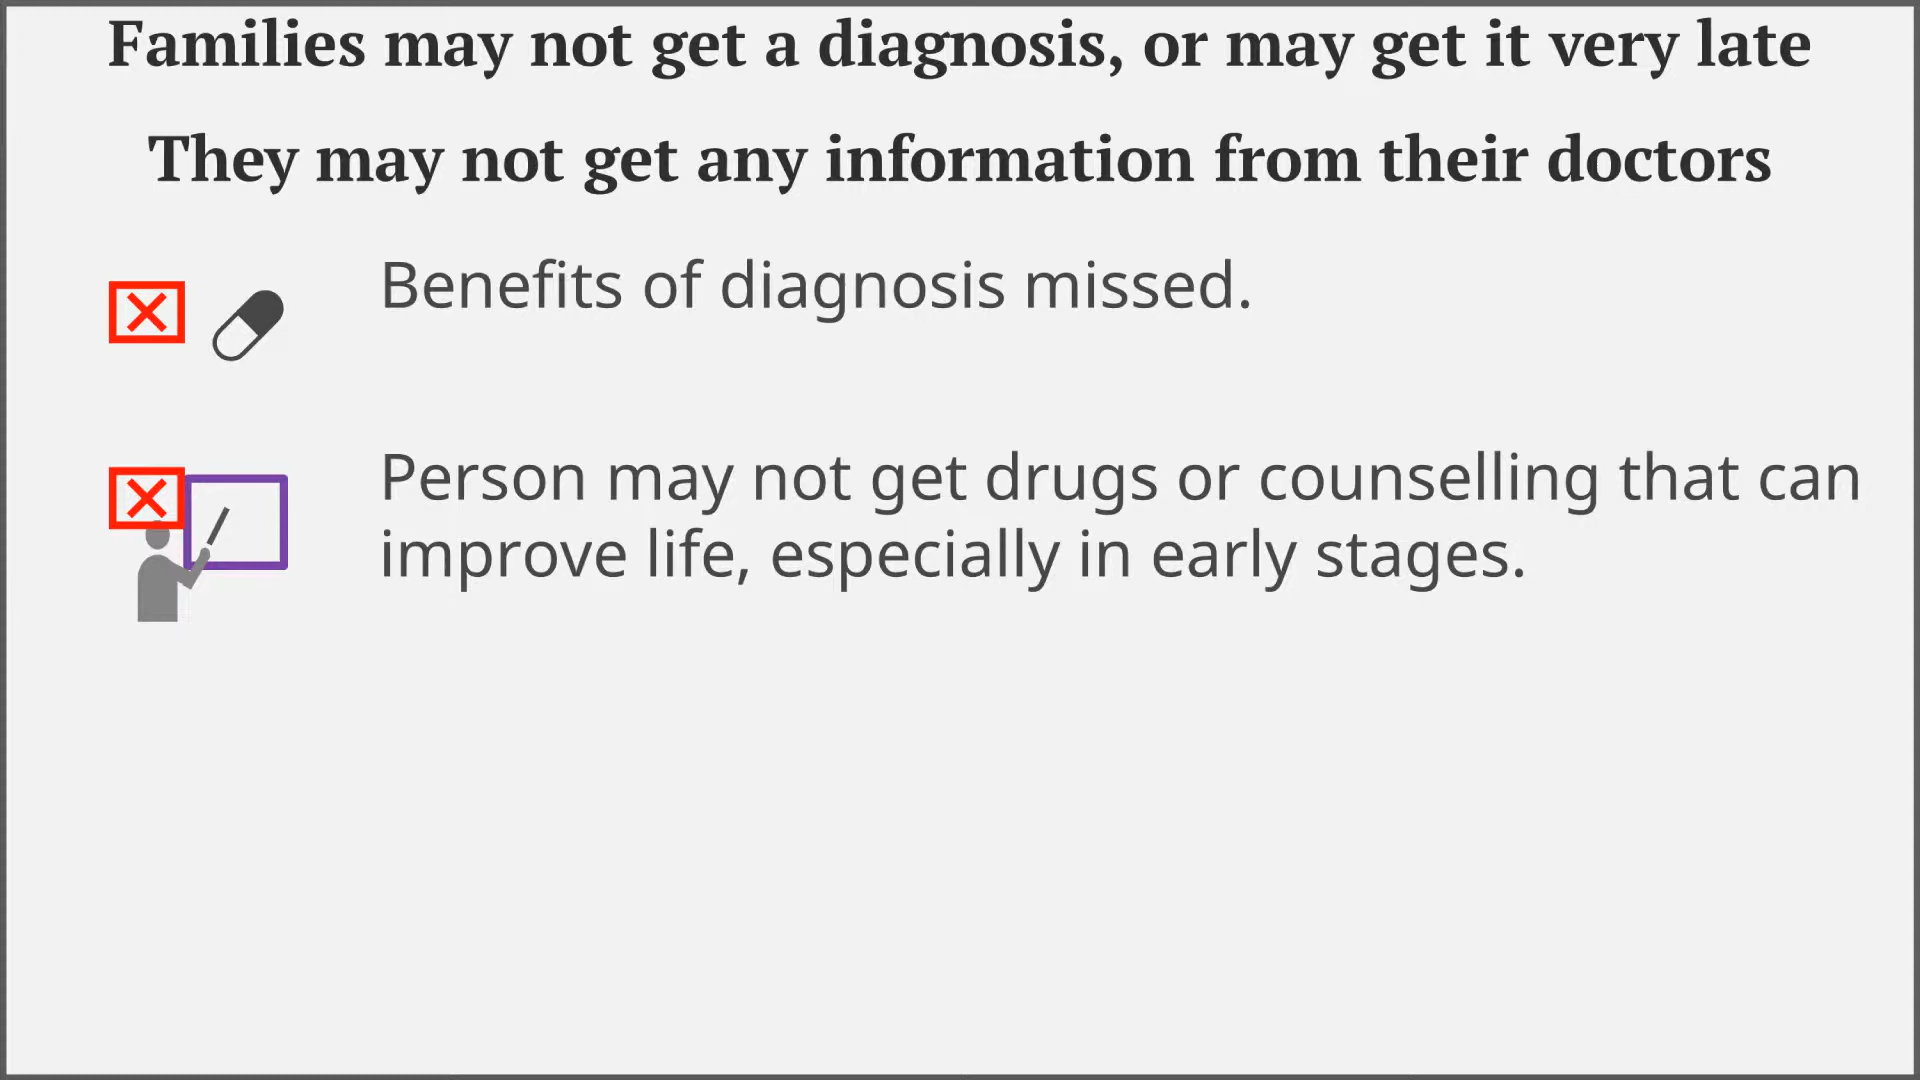 Families may not get a diagnosis, or may get it very late
They may not get any information from their doctors
Benefits of diagnosis missed.
Person may not get drugs or counselling that can
improve life, especially in early stages.